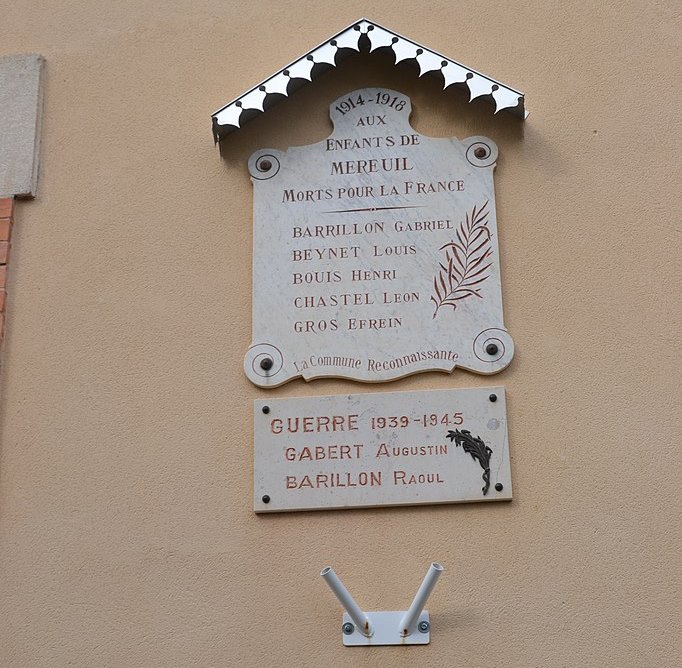 1914-1918
AUX
ENFANTS DE
MEREUIL
MORTS POUR LA FRANCE
BARRILLON GABRIEL
BEYNET LOUIS
BOUIS HENRI
CHASTEL LEON
GROS EFREIN
La Commune Reconnaissante
GUERRE 1939-1945
GABERT AUGUSTIN
BARILLON RAOUL